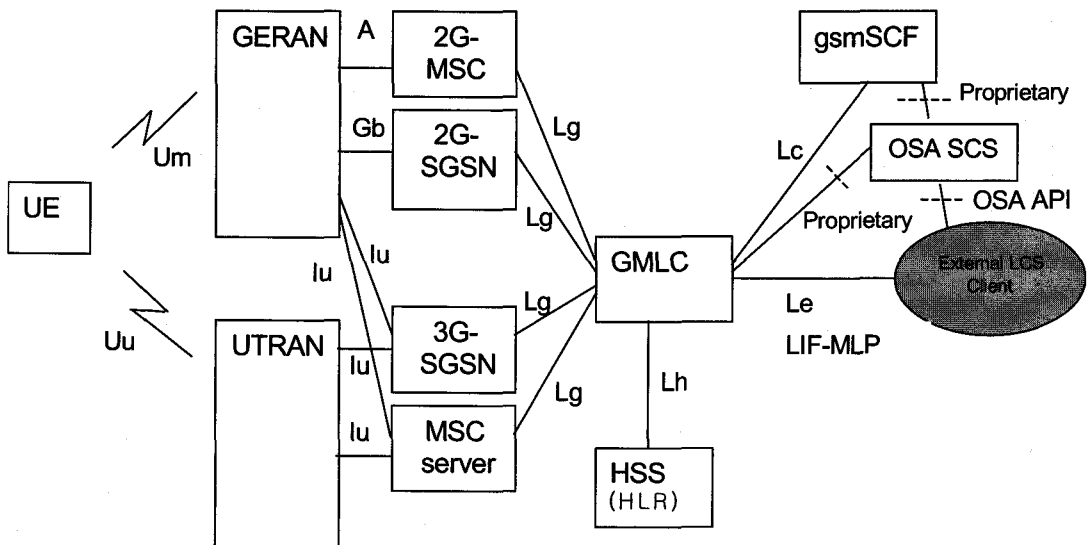 GERAN
A
2G-
MSC
gsmSCF
Proprietary
Gb
2G-
SGSN
Lg
Lc
OSA SCS
Um
UE
Lg
Proprietary
OSA API
Iu
Iu
GMLC
External LCS
Client
Lg
Le
Uu
UTRAN
3G-
SGSN
LIF-MLP
Iu
Lg
Lh
Iu
MSC
server
HSS
(HLR)